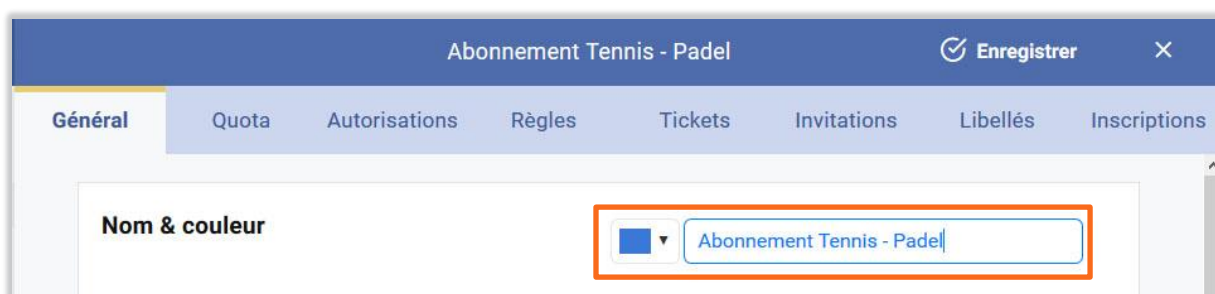 Abonnement Tennis - Padel Enregistrer
Général Quota Autorisations Règles Tickets Invitations Libellés Inscriptions
Nom & couleur Abonnement Tennis - Padel